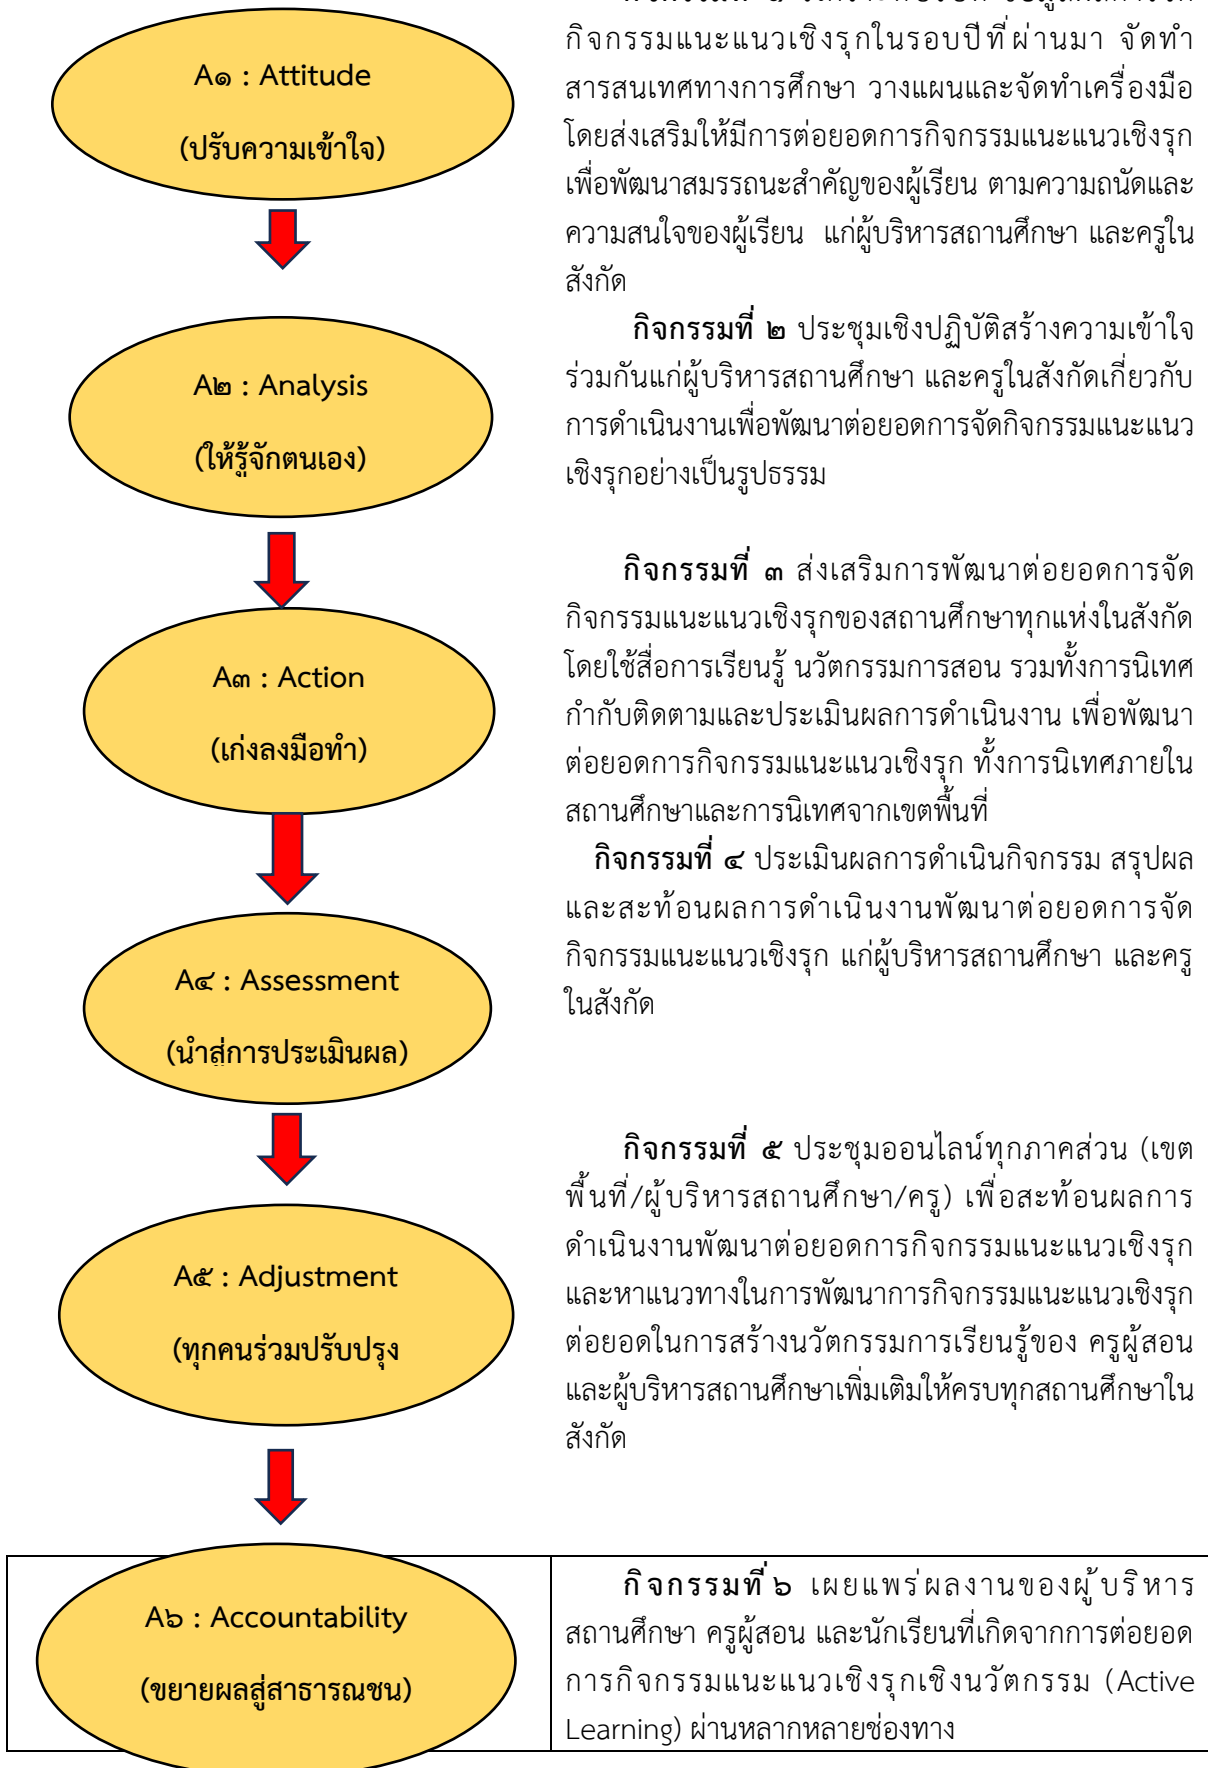 A๑ : Attitude
(ปรับความเข้าใจ)
กิจกรรมแนะแนวเชิงรุกในรอบปีที่ผ่านมา จัดทำ
สารสนเทศทางการศึกษา วางแผนและจัดทำเครื่องมือ
โดยส่งเสริมให้มีการต่อยอดการกิจกรรมแนะแนวเชิงรุก
เพื่อพัฒนาสมรรถนะสำคัญของผู้เรียน ตามความถนัดและ
ความสนใจของผู้เรียน แก่ผู้บริหารสถานศึกษา และครูใน
สังกัด
A๒ : Analysis
(ให้รู้จักตนเอง)
กิจกรรมที่ ๒ ประชุมเชิงปฏิบัติสร้างความเข้าใจ
ร่วมกันแก่ผู้บริหารสถานศึกษา และครูในสังกัดเกี่ยวกับ
การดำเนินงานเพื่อพัฒนาต่อยอดการจัดกิจกรรมแนะแนว
เชิงรุกอย่างเป็นรูปธรรม
A๓ : Action
(เก่งลงมือทำ)
กิจกรรมที่ ๓ ส่งเสริมการพัฒนาต่อยอดการจัด
กิจกรรมแนะแนวเชิงรุกของสถานศึกษาทุกแห่งในสังกัด
โดยใช้สื่อการเรียนรู้ นวัตกรรมการสอน รวมทั้งการนิเทศ
กำกับติดตามและประเมินผลการดำเนินงาน เพื่อพัฒนา
ต่อยอดการกิจกรรมแนะแนวเชิงรุก ทั้งการนิเทศภายใน
สถานศึกษาและการนิเทศจากเขตพื้นที่
A๔ : Assessment
(นำสู่การประเมินผล)
กิจกรรมที่ ๔ ประเมินผลการดำเนินกิจกรรม สรุปผล
และสะท้อนผลการดำเนินงานพัฒนาต่อยอดการจัด
กิจกรรมแนะแนวเชิงรุก แก่ผู้บริหารสถานศึกษา และครู
ในสังกัด
A๕ : Adjustment
(ทุกคนร่วมปรับปรุง
กิจกรรมที่ ๕ ประชุมออนไลน์ทุกภาคส่วน (เขต
พื้นที่/ผู้บริหารสถานศึกษา/ครู) เพื่อสะท้อนผลการ
ดำเนินงานพัฒนาต่อยอดการกิจกรรมแนะแนวเชิงรุก
และหาแนวทางในการพัฒนาการกิจกรรมแนะแนวเชิงรุก
ต่อยอดในการสร้างนวัตกรรมการเรียนรู้ของ ครูผู้สอน
และผู้บริหารสถานศึกษาเพิ่มเติมให้ครบทุกสถานศึกษาใน
สังกัด
A๖ : Accountability
(ขยายผลสู่สาธารณชน)
กิจกรรมที่ ๖ เผยแพร่ผลงานของผู้บริหาร
สถานศึกษา ครูผู้สอน และนักเรียนที่เกิดจากการต่อยอด
การกิจกรรมแนะแนวเชิงรุกเชิงนวัตกรรม (Active
Learning) ผ่านหลากหลายช่องทาง